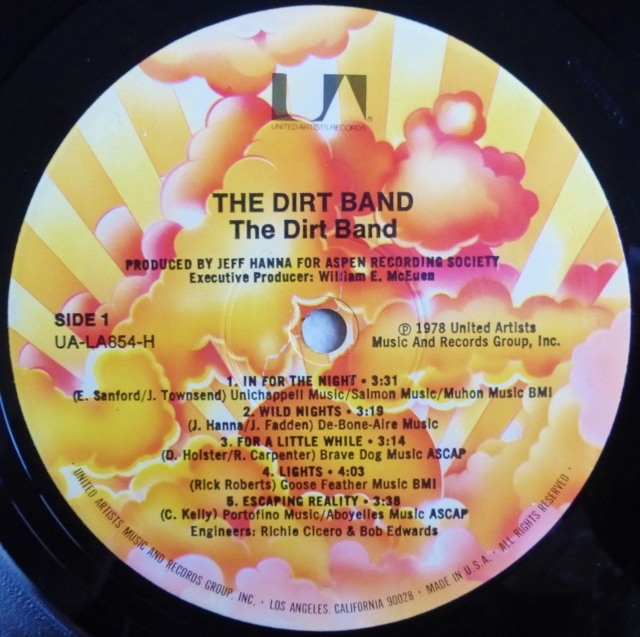 UA®
UNITED ARTISTS RECORDS
THE DIRT BAND
The Dirt Band
PRODUCED BY JEFF HANNA FOR ASPEN RECORDING SOCIETY
Executive Producer: William E. McEuen
SIDE 1
UA-LA854-H
℗ 1978 United Artists
Music And Records Group, Inc.
1. IN FOR THE NIGHT • 3:31
(E. Sanford/J. Townsend) Unichappell Music/Salmon Music/Muhon Music BMI
2. WILD NIGHTS • 3:19
(J. Hanna/J. Fadden) De-Bone-Aire Music
3. FOR A LITTLE WHILE • 3:14
(D. Holster/R. Carpenter) Brave Dog Music ASCAP
4. LIGHTS • 4:03
(Rick Roberts) Goose Feather Music BMI
5. ESCAPING REALITY • 3:38
(C. Kelly) Portofino Music/Aboyelles Music ASCAP
Engineers: Richie Cicero & Bob Edwards
· UNITED ARTISTS MUSIC AND RECORDS GROUP, INC. · LOS ANGELES, CALIFORNIA 90028 · MADE IN U.S.A. · ALL RIGHTS RESERVED ·